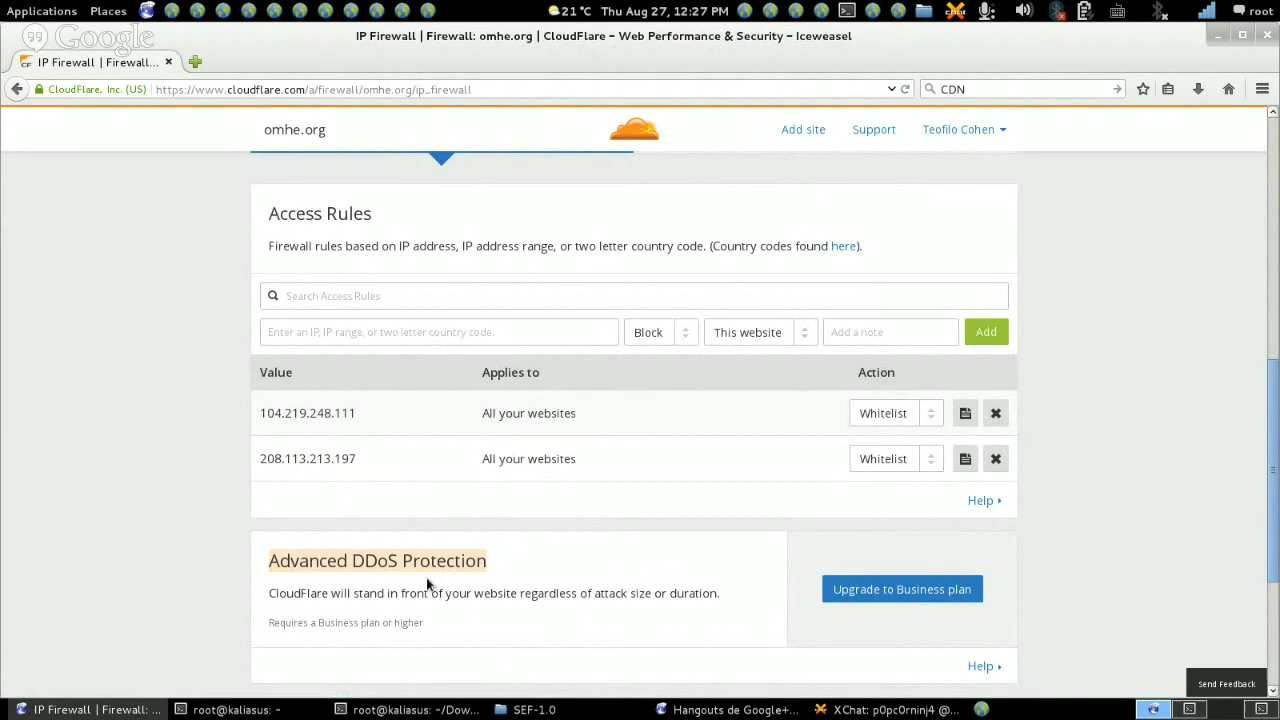 Applications Places 21 °C Thu Aug 27, 12:27 PM root
IP Firewall | Firewall: omhe.org | CloudFlare – Web Performance & Security – Iceweasel
Google
IP Firewall | Firewall...
CloudFlare, Inc. (US) https://www.cloudflare.com/a/firewall/omhe.org/ip_firewall CDN
omhe.org Add site Support Teofilo Cohen
Access Rules
Firewall rules based on IP address, IP address range, or two letter country code. (Country codes found here).
Search Access Rules
Enter an IP, IP range, or two letter country code. Block This website Add a note Add
Value Applies to Action
104.219.248.111 All your websites Whitelist
208.113.213.197 All your websites Whitelist
Help
Advanced DDoS Protection
CloudFlare will stand in front of your website regardless of attack size or duration.
Upgrade to Business plan
Requires a Business plan or higher
Help
Send Feedback
IP Firewall | Firewall: ... root@kaliasus: ~ root@kaliasus: ~/Dow... SEF-1.0 Hangouts de Google+... XChat: p0pc0rninj4 @...